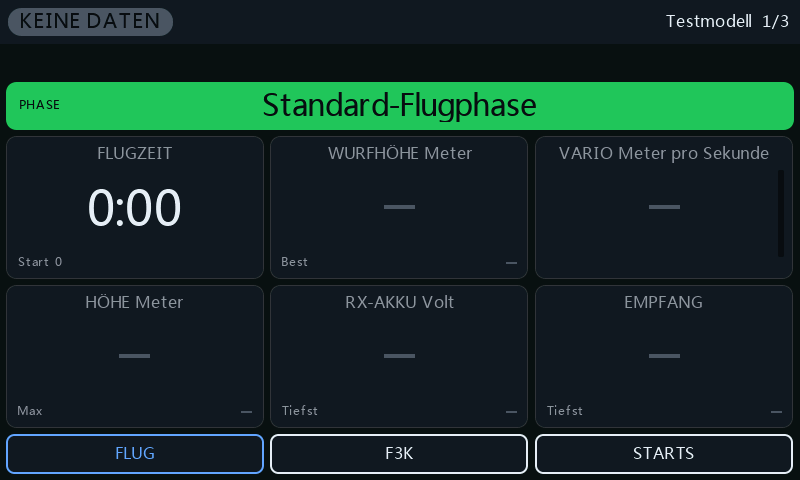 KEINE DATEN
Testmodell 1/3
PHASE
Standard-Flugphase
FLUGZEIT
0:00
Start 0
WURFHÖHE Meter
—
Best —
VARIO Meter pro Sekunde
—
HÖHE Meter
—
Max —
RX-AKKU Volt
—
Tiefst —
EMPFANG
—
Tiefst —
FLUG
F3K
STARTS